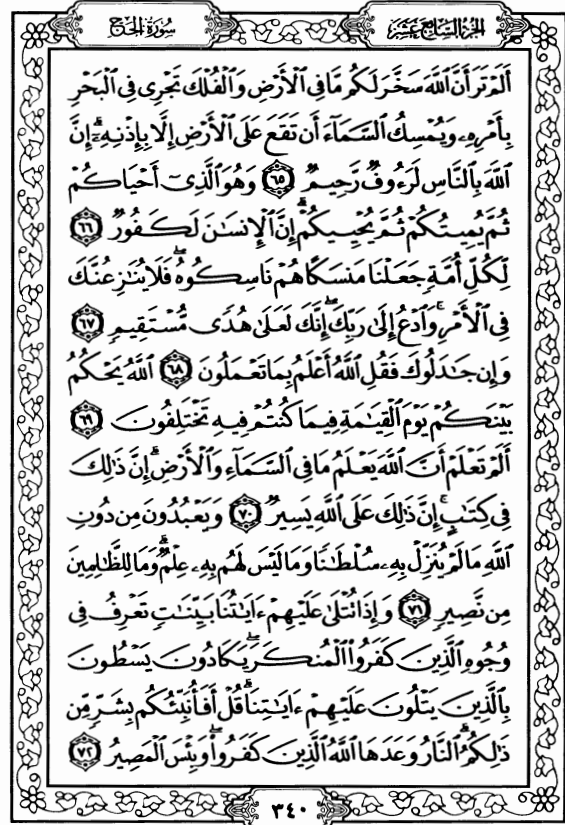 الجزء السابع عشر
سورة الحج
أَلَمْ تَرَ أَنَّ ٱللَّهَ سَخَّرَ لَكُم مَّا فِى ٱلْأَرْضِ وَٱلْفُلْكَ تَجْرِى فِى ٱلْبَحْرِ
بِأَمْرِهِۦ وَيُمْسِكُ ٱلسَّمَآءَ أَن تَقَعَ عَلَى ٱلْأَرْضِ إِلَّا بِإِذْنِهِۦٓ ۗ إِنَّ
ٱللَّهَ بِٱلنَّاسِ لَرَءُوفٌ رَّحِيمٌ ٦٥ وَهُوَ ٱلَّذِىٓ أَحْيَاكُمْ
ثُمَّ يُمِيتُكُمْ ثُمَّ يُحْيِيكُمْ ۗ إِنَّ ٱلْإِنسَٰنَ لَكَفُورٌ ٦٦
لِّكُلِّ أُمَّةٍ جَعَلْنَا مَنسَكًا هُمْ نَاسِكُوهُ ۖ فَلَا يُنَٰزِعُنَّكَ
فِى ٱلْأَمْرِ ۚ وَٱدْعُ إِلَىٰ رَبِّكَ ۖ إِنَّكَ لَعَلَىٰ هُدًى مُّسْتَقِيمٍ ٦٧
وَإِن جَٰدَلُوكَ فَقُلِ ٱللَّهُ أَعْلَمُ بِمَا تَعْمَلُونَ ٦٨ ٱللَّهُ يَحْكُمُ
بَيْنَكُمْ يَوْمَ ٱلْقِيَٰمَةِ فِيمَا كُنتُمْ فِيهِ تَخْتَلِفُونَ ٦٩
أَلَمْ تَعْلَمْ أَنَّ ٱللَّهَ يَعْلَمُ مَا فِى ٱلسَّمَآءِ وَٱلْأَرْضِ ۗ إِنَّ ذَٰلِكَ
فِى كِتَٰبٍ ۚ إِنَّ ذَٰلِكَ عَلَى ٱللَّهِ يَسِيرٌ ٧٠ وَيَعْبُدُونَ مِن دُونِ
ٱللَّهِ مَا لَمْ يُنَزِّلْ بِهِۦ سُلْطَٰنًا وَمَا لَيْسَ لَهُم بِهِۦ عِلْمٌ ۗ وَمَا لِلظَّٰلِمِينَ
مِن نَّصِيرٍ ٧١ وَإِذَا تُتْلَىٰ عَلَيْهِمْ ءَايَٰتُنَا بَيِّنَٰتٍ تَعْرِفُ فِى
وُجُوهِ ٱلَّذِينَ كَفَرُوا۟ ٱلْمُنكَرَ ۖ يَكَادُونَ يَسْطُونَ
بِٱلَّذِينَ يَتْلُونَ عَلَيْهِمْ ءَايَٰتِنَا ۗ قُلْ أَفَأُنَبِّئُكُم بِشَرٍّ مِّن
ذَٰلِكُمُ ۗ ٱلنَّارُ وَعَدَهَا ٱللَّهُ ٱلَّذِينَ كَفَرُوا۟ ۖ وَبِئْسَ ٱلْمَصِيرُ ٧٢
٣٤٠